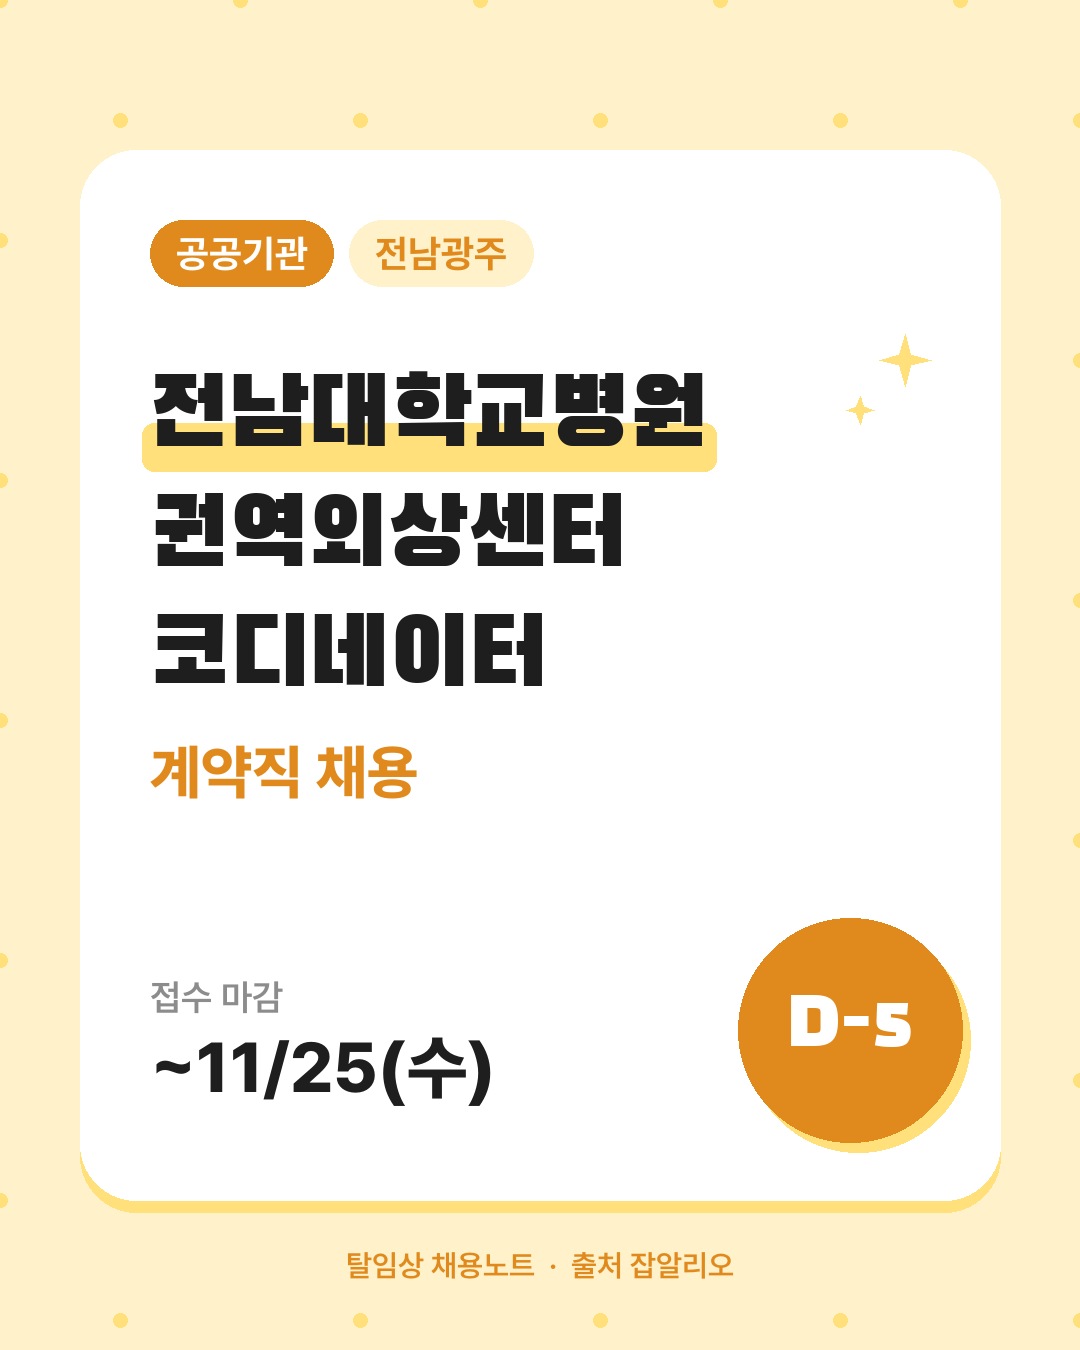 공공기관 전남광주
전남대학교병원
권역외상센터
코디네이터
계약직 채용
접수 마감
~11/25(수)
D-5
탈임상 채용노트 · 출처 잡알리오